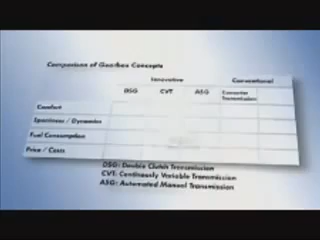 Comparison of Gearbox Concepts
Innovative Conventional
DSG CVT ASG Converter
Transmission
Comfort
Sportiness / Dynamics
Fuel Consumption
Price / Costs
DSG: Double Clutch Transmission
CVT: Continously Variable Transmission
ASG: Automated Manual Transmission